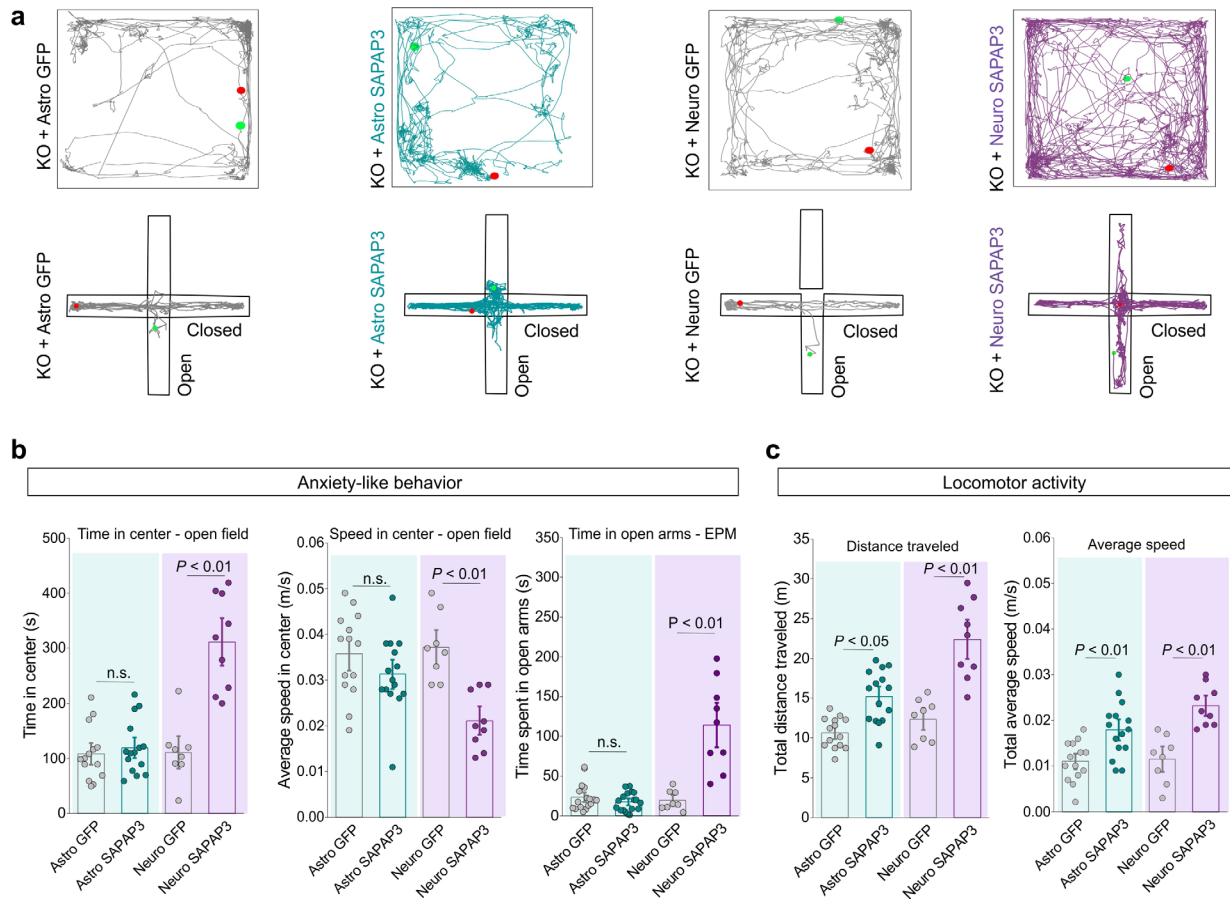 a
KO + Astro GFP
KO + Astro SAPAP3
KO + Neuro GFP
KO + Neuro SAPAP3
KO + Astro GFP
Closed
Open
KO + Astro SAPAP3
Closed
Open
KO + Neuro GFP
Closed
Open
KO + Neuro SAPAP3
Closed
Open
b
Anxiety-like behavior
Time in center - open field
Time in center (s)
500
400
300
200
100
0
n.s.
P < 0.01
Astro GFP
Astro SAPAP3
Neuro GFP
Neuro SAPAP3
Speed in center - open field
Average speed in center (m/s)
0.06
0.05
0.04
0.03
0.02
0.01
0.00
n.s.
P < 0.01
Astro GFP
Astro SAPAP3
Neuro GFP
Neuro SAPAP3
Time in open arms - EPM
Time spent in open arms (s)
350
300
250
200
150
100
50
0
n.s.
P < 0.01
Astro GFP
Astro SAPAP3
Neuro GFP
Neuro SAPAP3
c
Locomotor activity
Distance traveled
Total distance traveled (m)
35
30
25
20
15
10
5
0
P < 0.05
P < 0.01
Astro GFP
Astro SAPAP3
Neuro GFP
Neuro SAPAP3
Average speed
Total average speed (m/s)
0.06
0.05
0.04
0.03
0.02
0.01
0.00
P < 0.01
P < 0.01
Astro GFP
Astro SAPAP3
Neuro GFP
Neuro SAPAP3